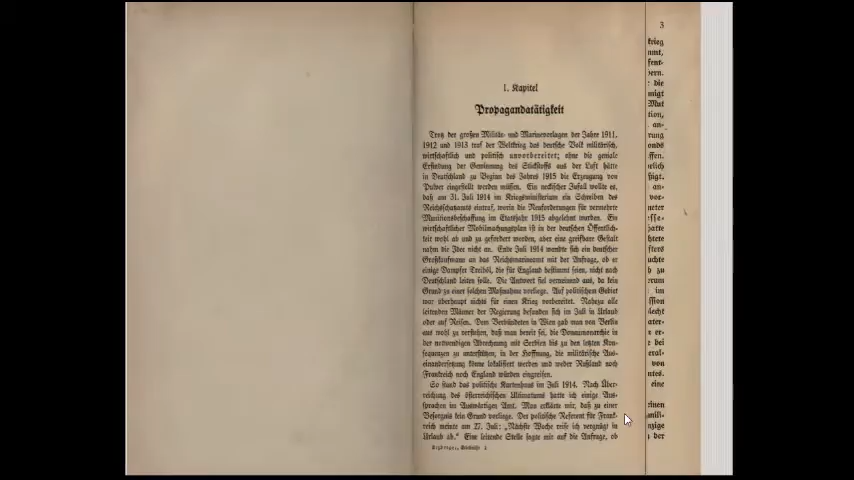 1. Kapitel
Propagandatätigkeit
Trotz der großen Militär- und Marinevorlagen der Jahre 1911,
1912 und 1913 traf der Weltkrieg das deutsche Volk militärisch,
wirtschaftlich und politisch unvorbereitet; ohne die geniale
Erfindung der Gewinnung des Stickstoffs aus der Luft hätte
in Deutschland zu Beginn des Jahres 1915 die Erzeugung von
Pulver eingestellt werden müssen. Ein neckischer Zufall wollte es,
daß am 31. Juli 1914 im Kriegsministerium ein Schreiben des
Reichsschatzamts eintraf, worin die Neuforderungen für vermehrte
Munitionsbeschaffung im Etatsjahr 1915 abgelehnt wurden. Ein
wirtschaftlicher Mobilmachungsplan ist in der deutschen Öffentlich-
keit wohl ab und zu gefordert worden, aber eine greifbare Gestalt
nahm die Idee nicht an. Ende Juli 1914 wandte sich ein deutscher
Großkaufmann an das Reichsmarineamt mit der Anfrage, ob er
einige Dampfer Treiböl, die für England bestimmt seien, nicht nach
Deutschland leiten solle. Die Antwort fiel verneinend aus, da kein
Grund zu einer solchen Maßnahme vorliege. Auf politischem Gebiet
war überhaupt nichts für einen Krieg vorbereitet. Nahezu alle
leitenden Männer der Regierung befanden sich im Juli in Urlaub
oder auf Reisen. Dem Verbündeten in Wien gab man von Berlin
aus wohl zu verstehen, daß man bereit sei, die Donaumonarchie in
der notwendigen Abrechnung mit Serbien bis zu den letzten Kon-
sequenzen zu unterstützen, in der Hoffnung, die militärische Aus-
einandersetzung könne lokalisiert werden und weder Rußland noch
Frankreich noch England würden eingreifen.
So stand das politische Kartenhaus im Juli 1914. Nach Über-
reichung des österreichischen Ultimatums hatte ich einige Aus-
sprachen im Auswärtigen Amt. Man erklärte mir, daß zu einer
Besorgnis kein Grund vorliege. Der politische Referent für Frank-
reich meinte am 27. Juli: „Nächste Woche reise ich vergnügt in
Urlaub ab." Eine leitende Stelle sagte mir auf die Anfrage, ob
Erzberger, Erlebnisse 1
3